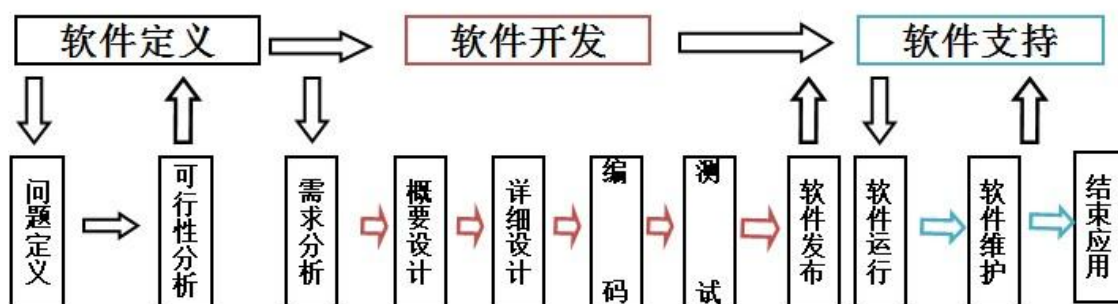 软件定义
软件开发
软件支持
问题定义
可行性分析
需求分析
概要设计
详细设计
编码
测试
软件发布
软件运行
软件维护
结束应用